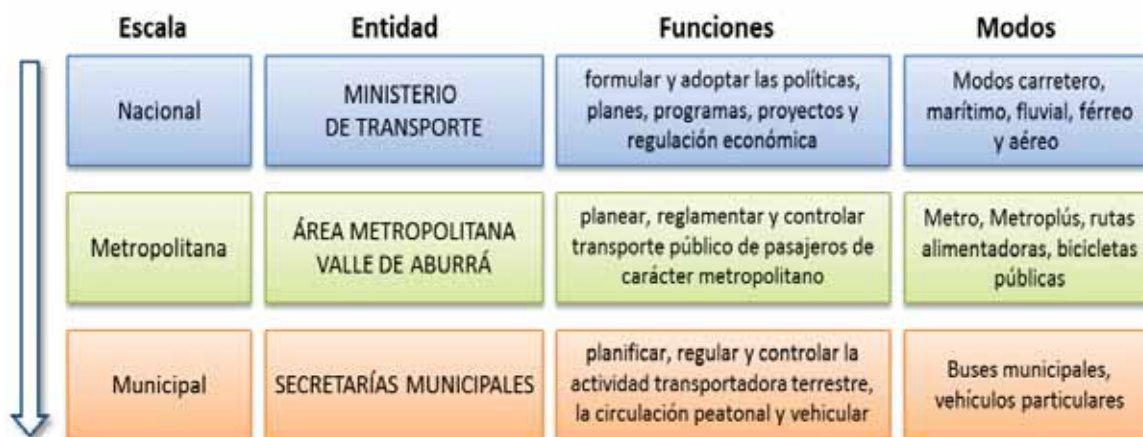 Escala
Entidad
Funciones
Modos
Nacional
MINISTERIO
DE TRANSPORTE
formular y adoptar las políticas,
planes, programas, proyectos y
regulación económica
Modos carretero,
marítimo, fluvial, férreo
y aéreo
Metropolitana
ÁREA METROPOLITANA
VALLE DE ABURRÁ
planear, reglamentar y controlar
transporte público de pasajeros de
carácter metropolitano
Metro, Metroplús, rutas
alimentadoras, bicicletas
públicas
Municipal
SECRETARÍAS MUNICIPALES
planificar, regular y controlar la
actividad transportadora terrestre,
la circulación peatonal y vehicular
Buses municipales,
vehículos particulares